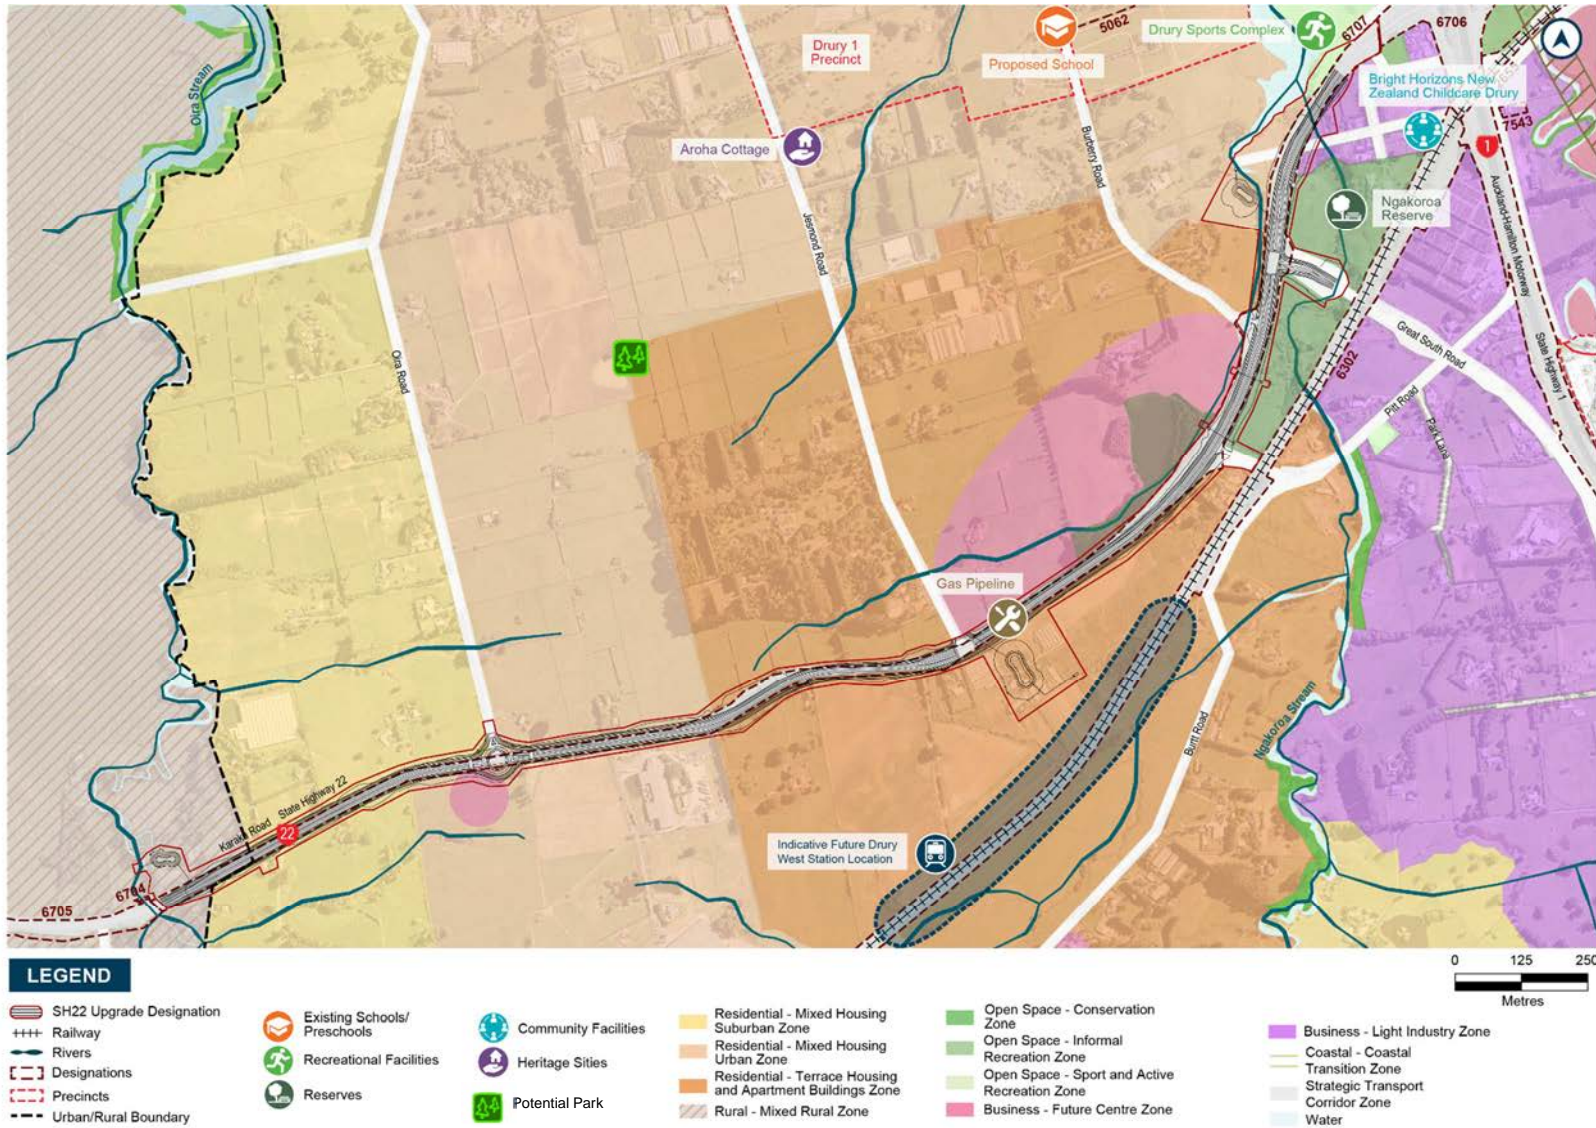 Oira Stream
Drury 1
Precinct
Proposed School
5062
Drury Sports Complex
6707
6706
Bright Horizons New
Zealand Childcare Drury
7543
1
Aroha Cottage
Burberry Road
Jesmond Road
Ngakoroa
Reserve
Auckland-Hamilton Motorway
State Highway 1
Great South Road
6302
Pitt Road
Park Lane
Oira Road
Gas Pipeline
Burtt Road
Ngakoroa Stream
Karaka Road
State Highway 22
22
Indicative Future Drury
West Station Location
6704
6705
LEGEND
SH22 Upgrade Designation
Railway
Rivers
Designations
Precincts
Urban/Rural Boundary
Existing Schools/
Preschools
Recreational Facilities
Reserves
Community Facilities
Heritage Sities
Potential Park
Residential - Mixed Housing
Suburban Zone
Residential - Mixed Housing
Urban Zone
Residential - Terrace Housing
and Apartment Buildings Zone
Rural - Mixed Rural Zone
Open Space - Conservation
Zone
Open Space - Informal
Recreation Zone
Open Space - Sport and Active
Recreation Zone
Business - Future Centre Zone
Business - Light Industry Zone
Coastal - Coastal
Transition Zone
Strategic Transport
Corridor Zone
Water
0 125 250
Metres